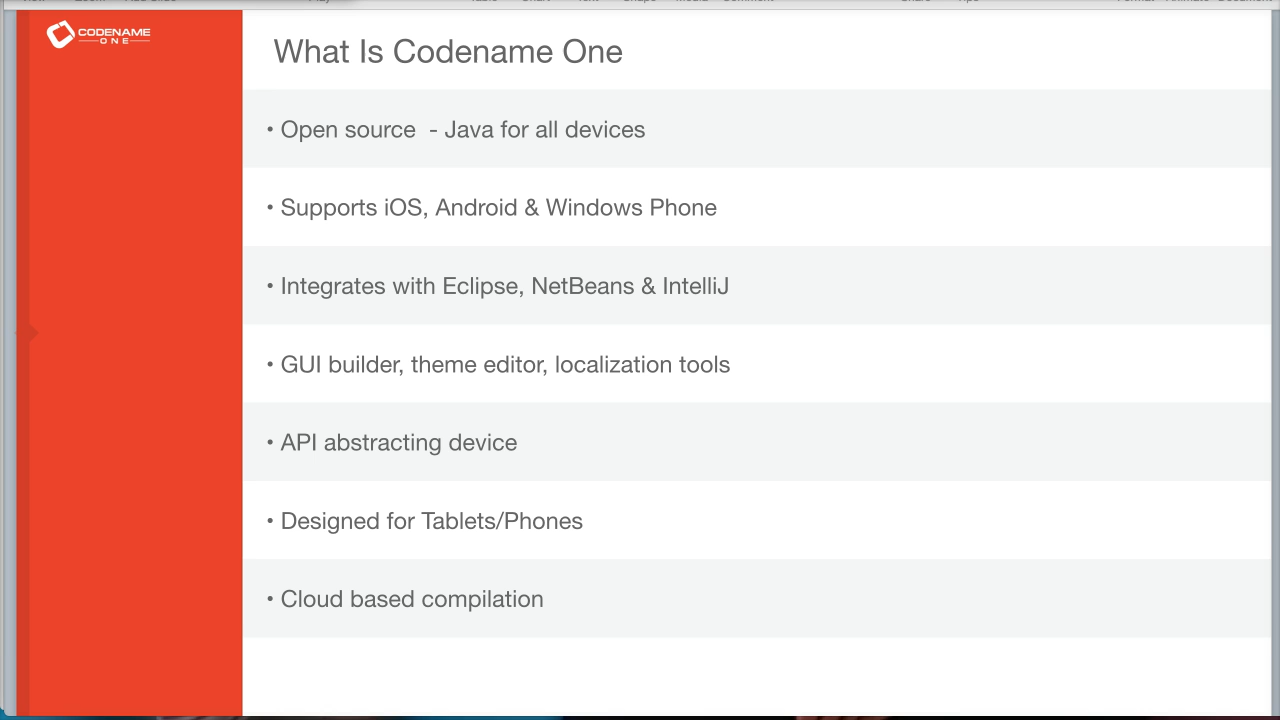 CODENAME
ONE
What Is Codename One
• Open source - Java for all devices
• Supports iOS, Android & Windows Phone
• Integrates with Eclipse, NetBeans & IntelliJ
• GUI builder, theme editor, localization tools
• API abstracting device
• Designed for Tablets/Phones
• Cloud based compilation